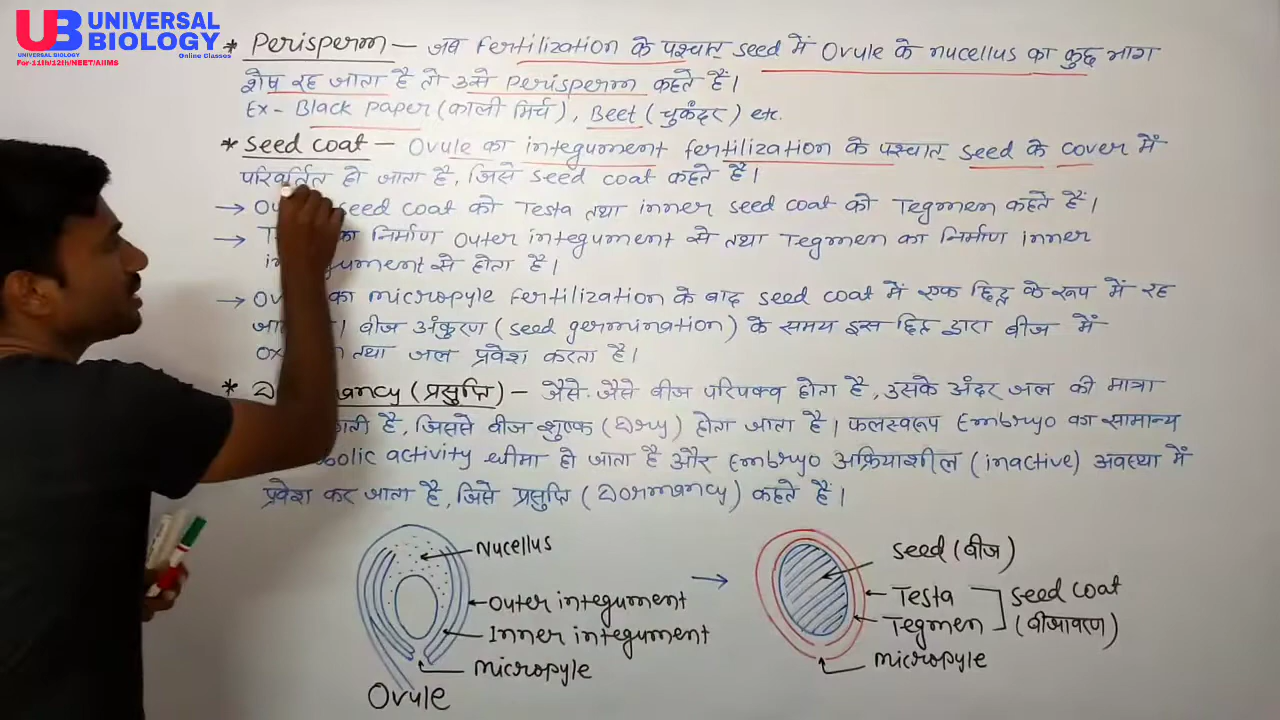 UB UNIVERSAL BIOLOGY
UNIVERSAL BIOLOGY Online Classes
For-11th/12th/NEET/AIIMS
* Perisperm — जब fertilization के पश्चात् seed में Ovule के nucellus का कुछ भाग
शेष रह जाता है तो उसे perisperm कहते हैं।
Ex- Black paper (काली मिर्च), Beet (चुकंदर) etc.
* Seed coat — Ovule का integument fertilization के पश्चात् seed के cover में
परिवर्तित हो जाता है, जिसे seed coat कहते हैं।
→ seed coat को Testa तथा inner seed coat को Tegmen कहते हैं।
→ का निर्माण outer integument से तथा Tegmen का निर्माण inner
integument से होता है।
→ का micropyle fertilization के बाद seed coat में एक छिद्र के रूप में रह
। बीज अंकुरण (seed germination) के समय इस छिद्र द्वारा बीज में
तथा जल प्रवेश करता है।
* Dormancy (प्रसुप्ति) — जैसे-जैसे बीज परिपक्व होता है, उसके अंदर जल की मात्रा
है, जिससे बीज शुष्क (Dry) होता जाता है। फलस्वरूप Embryo का सामान्य
activity धीमा हो जाता है और Embryo अक्रियाशील (inactive) अवस्था में
प्रवेश कर जाता है, जिसे प्रसुप्ति (Dormancy) कहते हैं।
Nucellus
Outer integument
Inner integument
micropyle
Ovule
Seed (बीज)
Testa
Tegmen
Seed coat
(बीजावरण)
micropyle